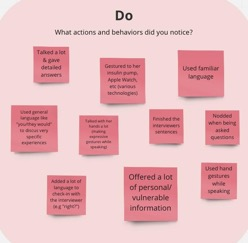 Do
What actions and behaviors did you notice?
Talked a lot
& gave
detailed
answers
Gestured to her
insulin pump,
Apple Watch,
etc (various
technologies)
Used familiar
language
Used general
language like
"you/they would"
to discuss very
specific
experiences
Talked with her
hands a lot
(making
expressive
gestures while
speaking)
Finished the
interviewers
sentences
Nodded
when being
asked
questions
Added a lot of
language to
check-in with
the interviewer
(e.g. "right?")
Offered a lot
of personal/
vulnerable
information
Used hand
gestures
while
speaking